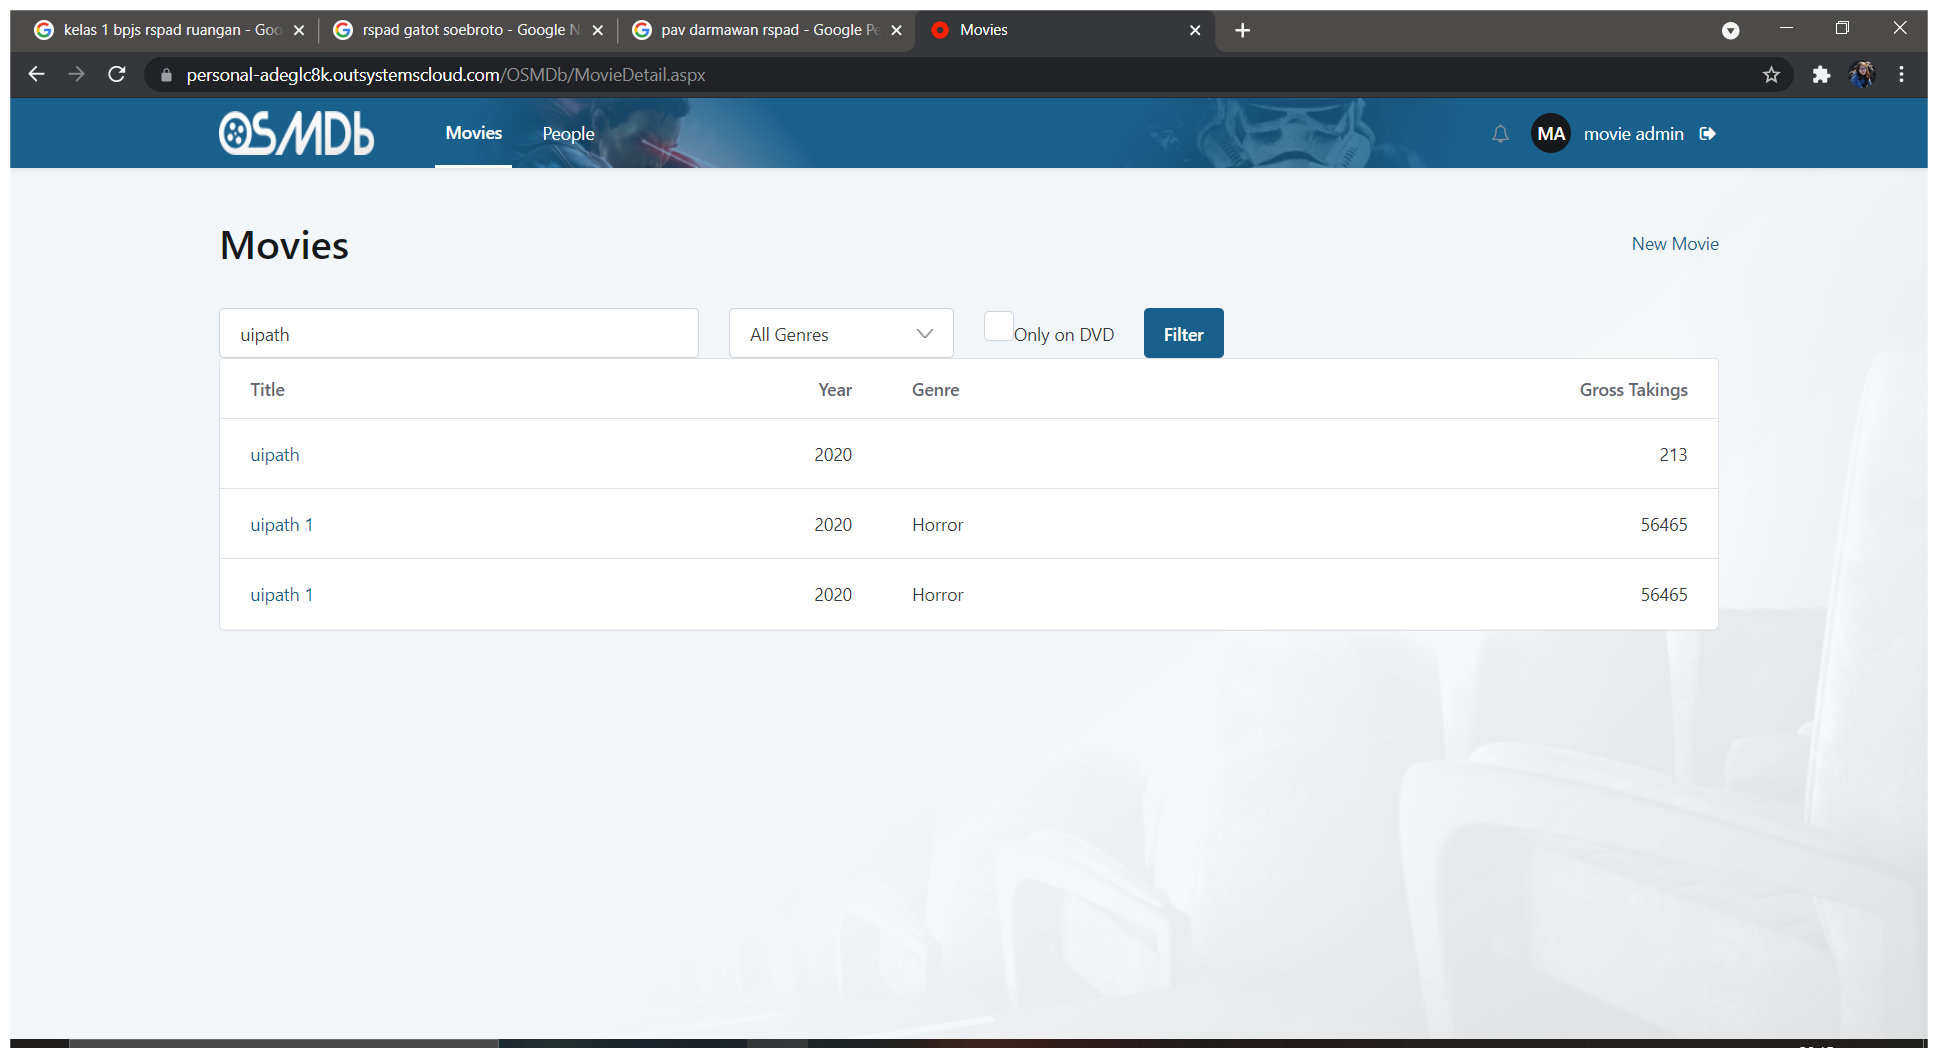 kelas 1 bpjs rspad ruangan - Goo
rspad gatot soebroto - Google N
pav darmawan rspad - Google Pe
Movies
personal-adeglc8k.outsystemscloud.com/OSMDb/MovieDetail.aspx
OSMDb Movies People MA movie admin
Movies New Movie
uipath All Genres Only on DVD Filter
Title Year Genre Gross Takings
uipath 2020 213
uipath 1 2020 Horror 56465
uipath 1 2020 Horror 56465